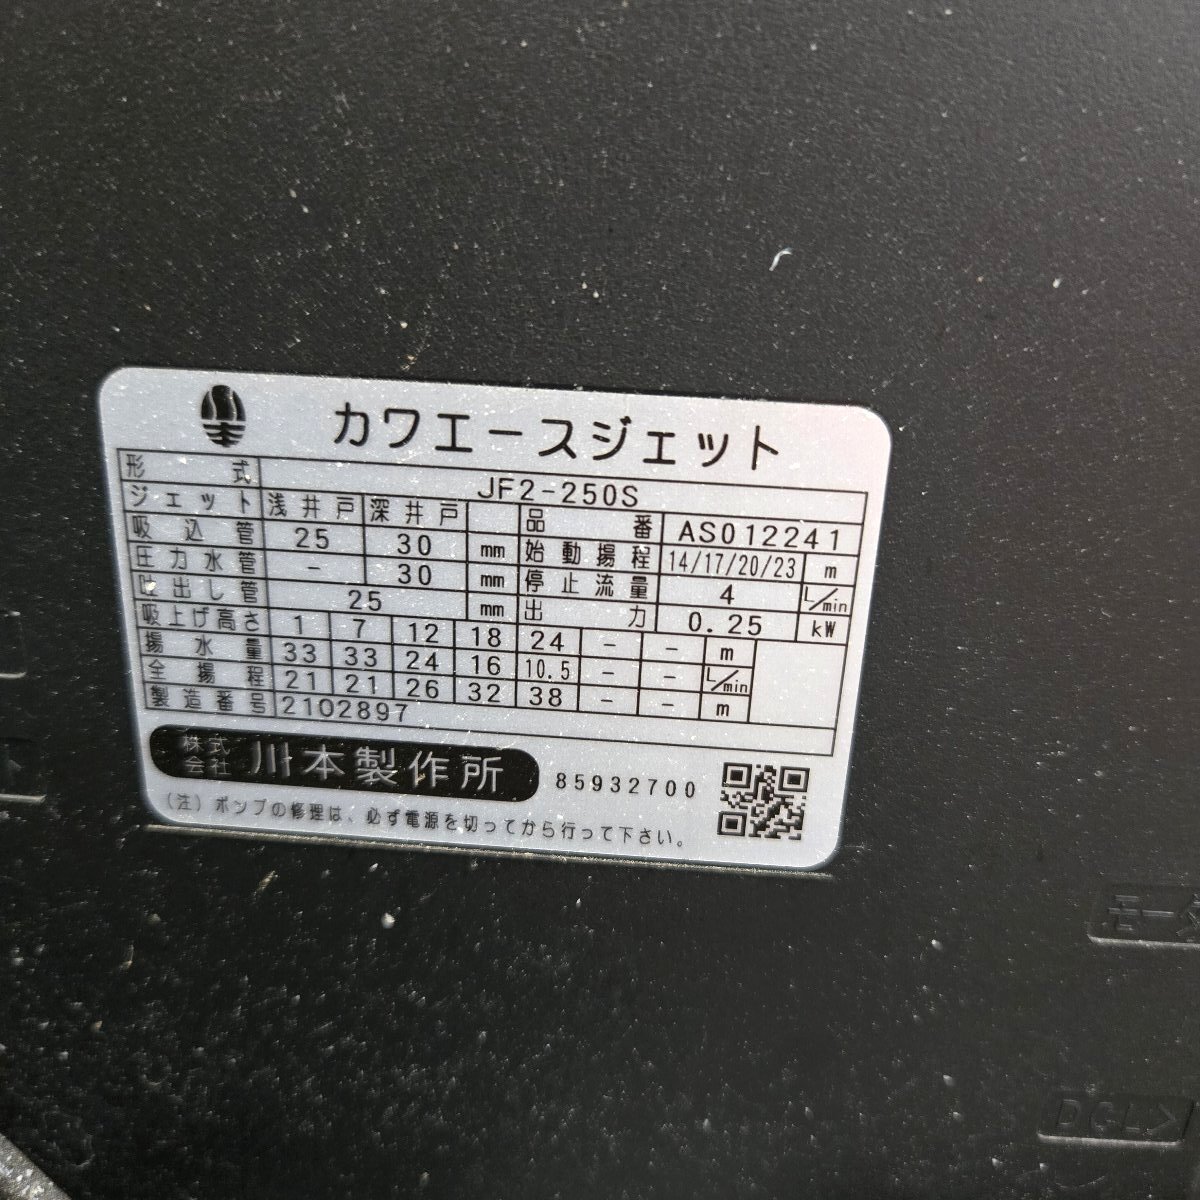 カワエースジェット
形式 JF2-250S
ジェット 浅井戸 深井戸 品番 AS012241
吸込管 25 30 mm 始動揚程 14/17/20/23 m
圧力水管 - 30 mm 停止流量 4 L/min
吐出し管 25 mm 出力 0.25 kW
吸上げ高さ 1 7 12 18 24 - - m
揚水量 33 33 24 16 10.5 - - L/min
全揚程 21 21 26 32 38 - - m
製造番号 2102897
株式会社 川本製作所 85932700
(注) ポンプの修理は、必ず電源を切ってから行って下さい。
モータ
DGL>